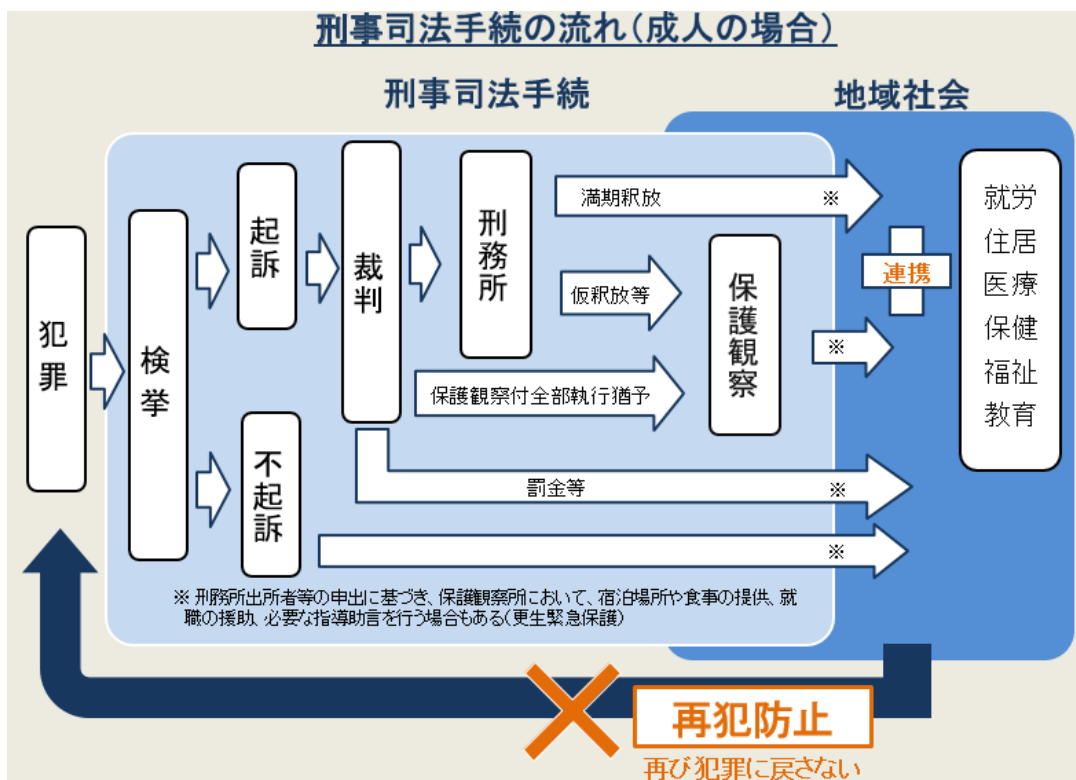 刑事司法手続の流れ（成人の場合）
刑事司法手続
地域社会
犯罪
検挙
起訴
不起訴
裁判
刑務所
満期釈放 ※
仮釈放等
保護観察付全部執行猶予
保護観察
※
罰金等 ※
※
連携
就労
住居
医療
保健
福祉
教育
※ 刑務所出所者等の申出に基づき、保護観察所において、宿泊場所や食事の提供、就
職の援助、必要な指導助言を行う場合もある（更生緊急保護）
再犯防止
再び犯罪に戻さない